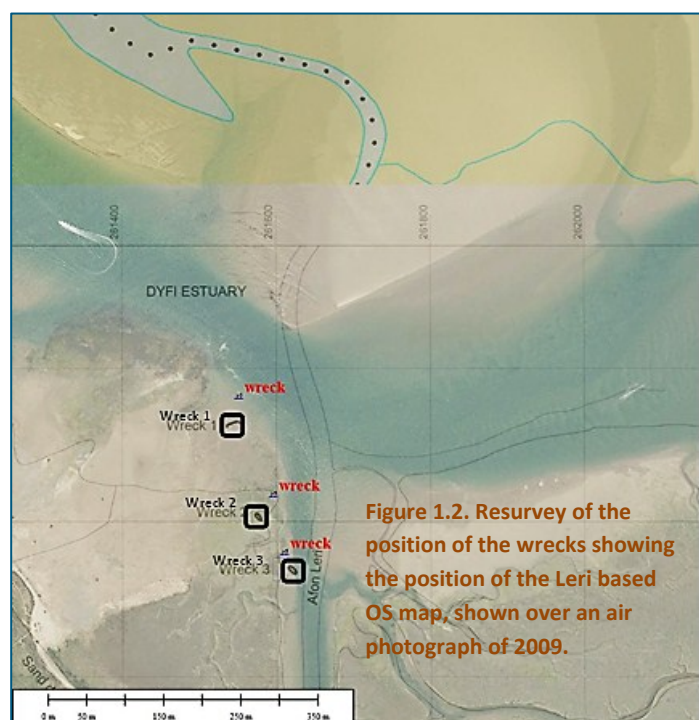 261400
261600
261800
262000
DYFI ESTUARY
wreck
Wreck 1
Wreck 1
wreck
Wreck 2
Wreck
wreck
Wreck 3
Wreck 3
Afon Leri
Figure 1.2. Resurvey of the
position of the wrecks showing
the position of the Leri based
OS map, shown over an air
photograph of 2009.
Sand
0 m 50 m 150 m 250 m 350 m